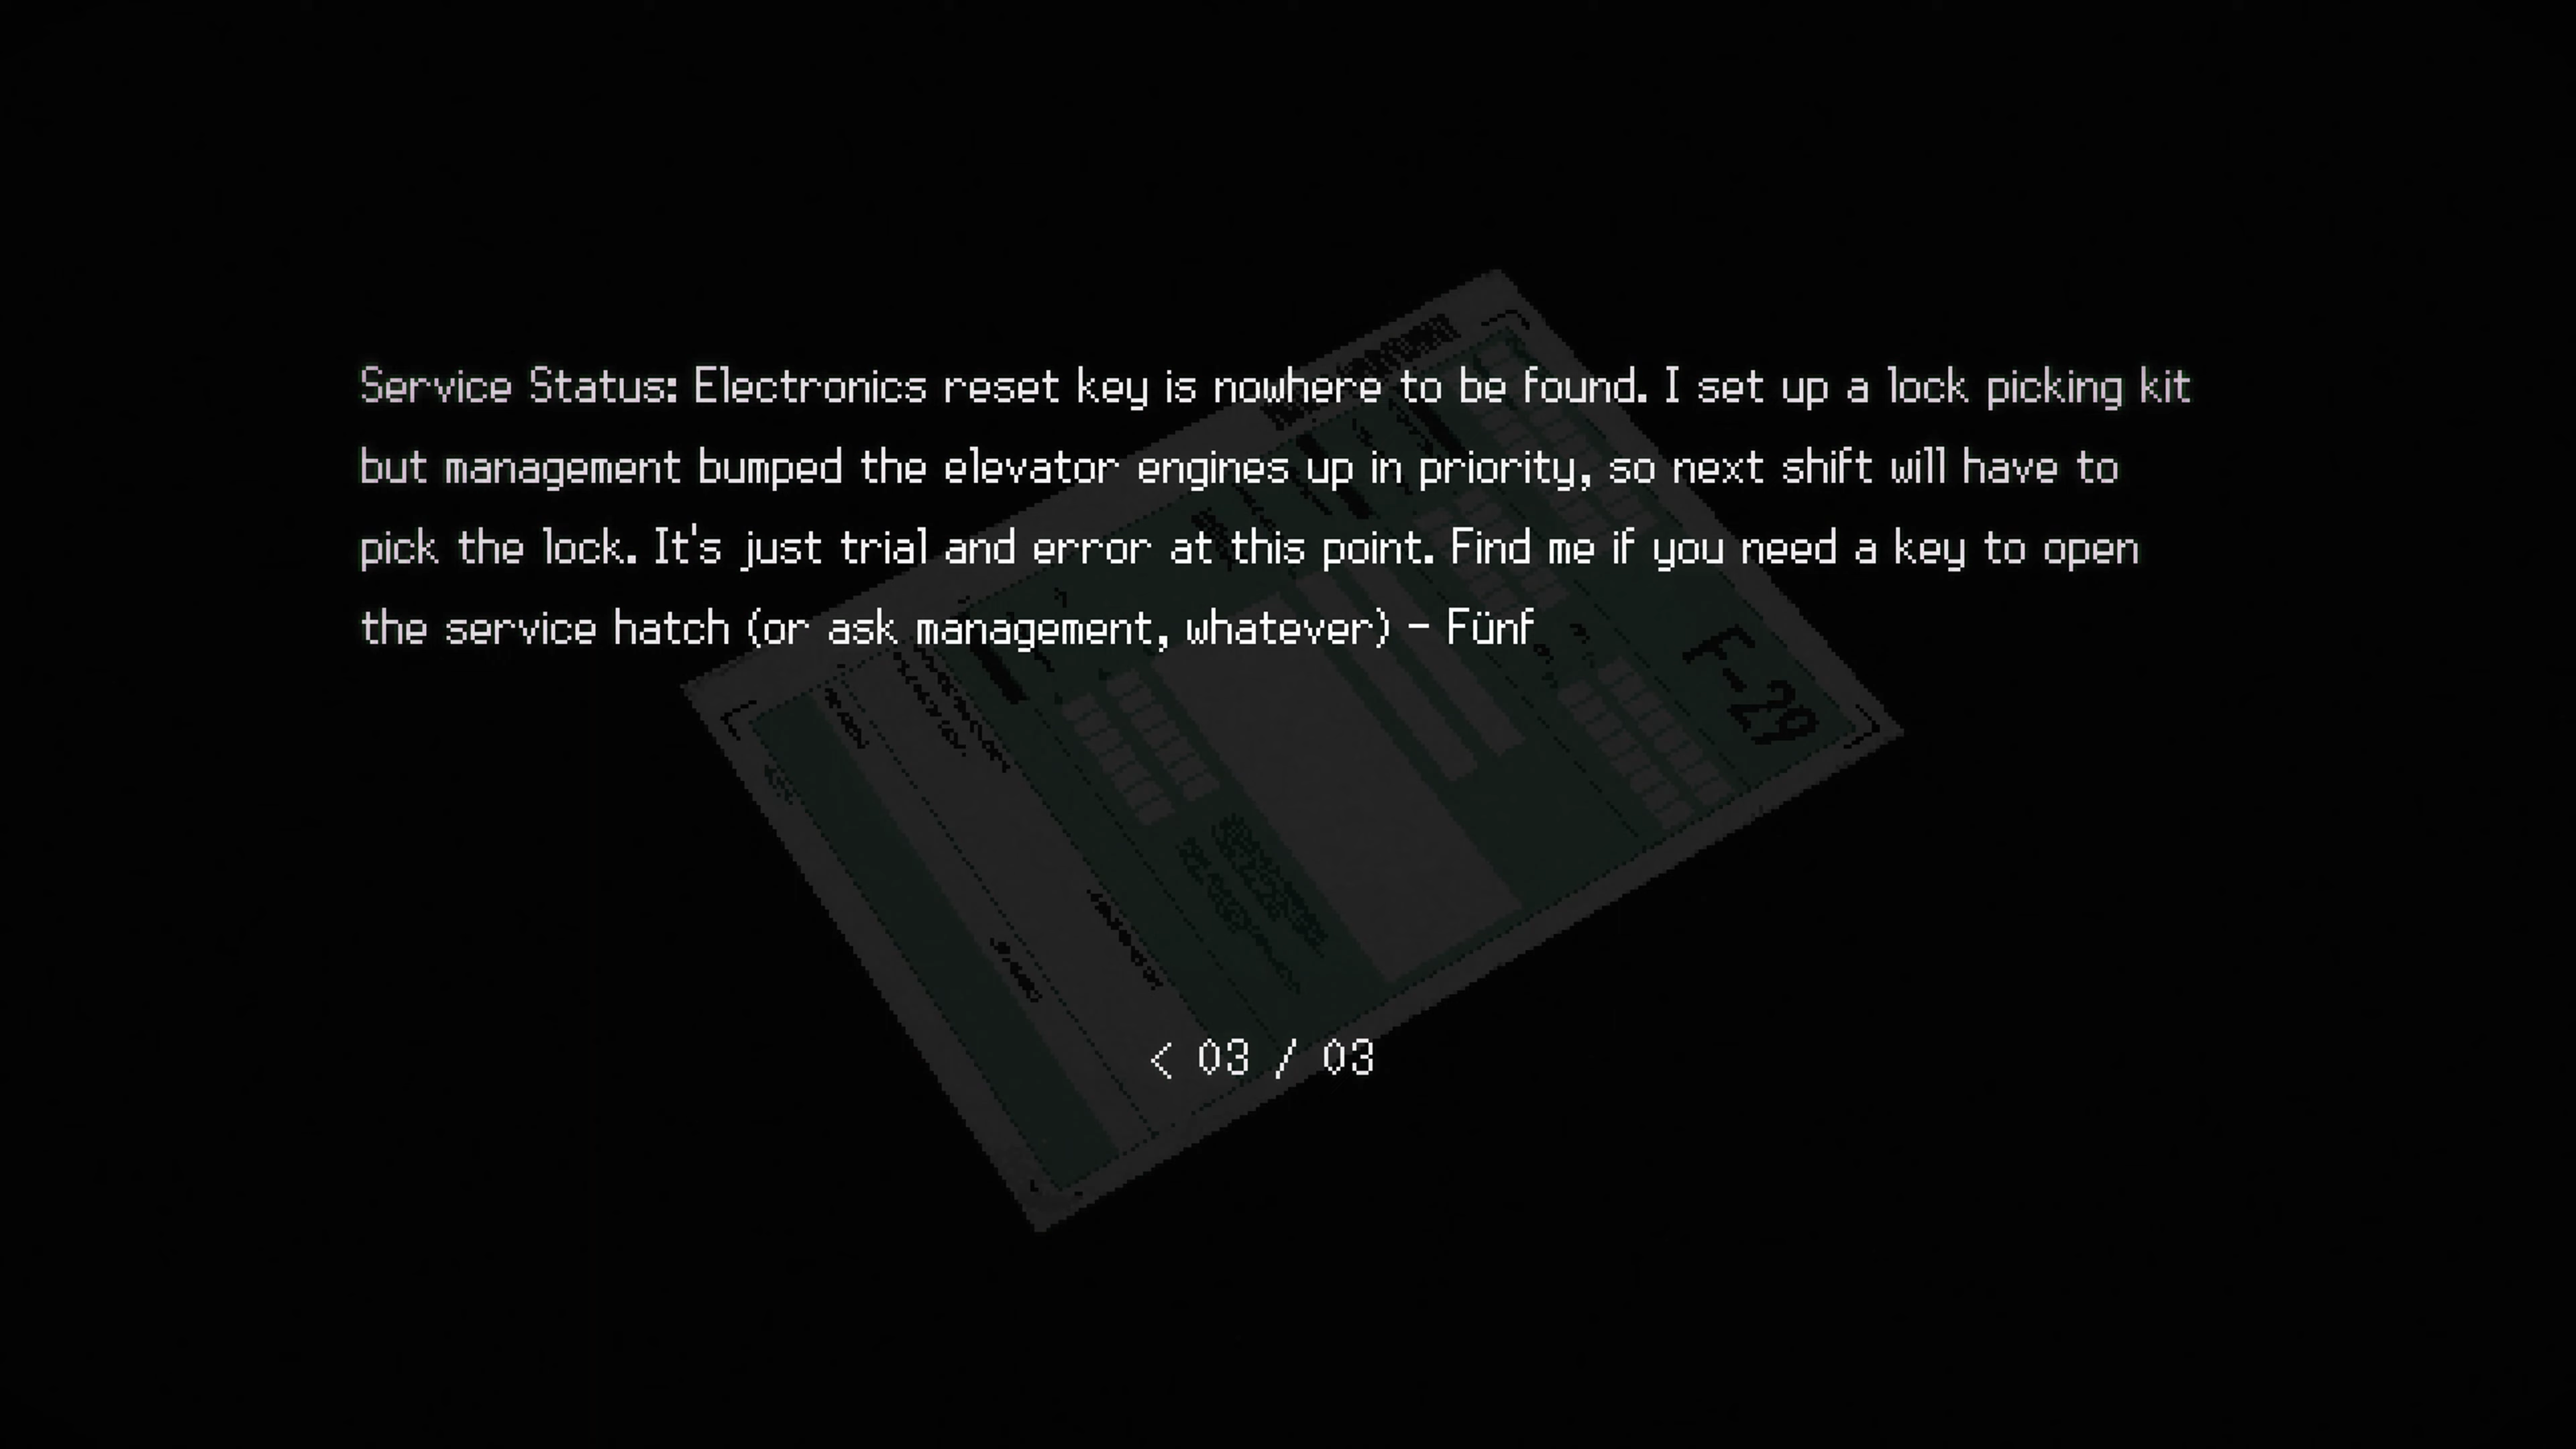 Service Status: Electronics reset key is nowhere to be found. I set up a lock picking kit
but management bumped the elevator engines up in priority, so next shift will have to
pick the lock. It's just trial and error at this point. Find me if you need a key to open
the service hatch (or ask management, whatever) - Fünf
F-29
< 03 / 03